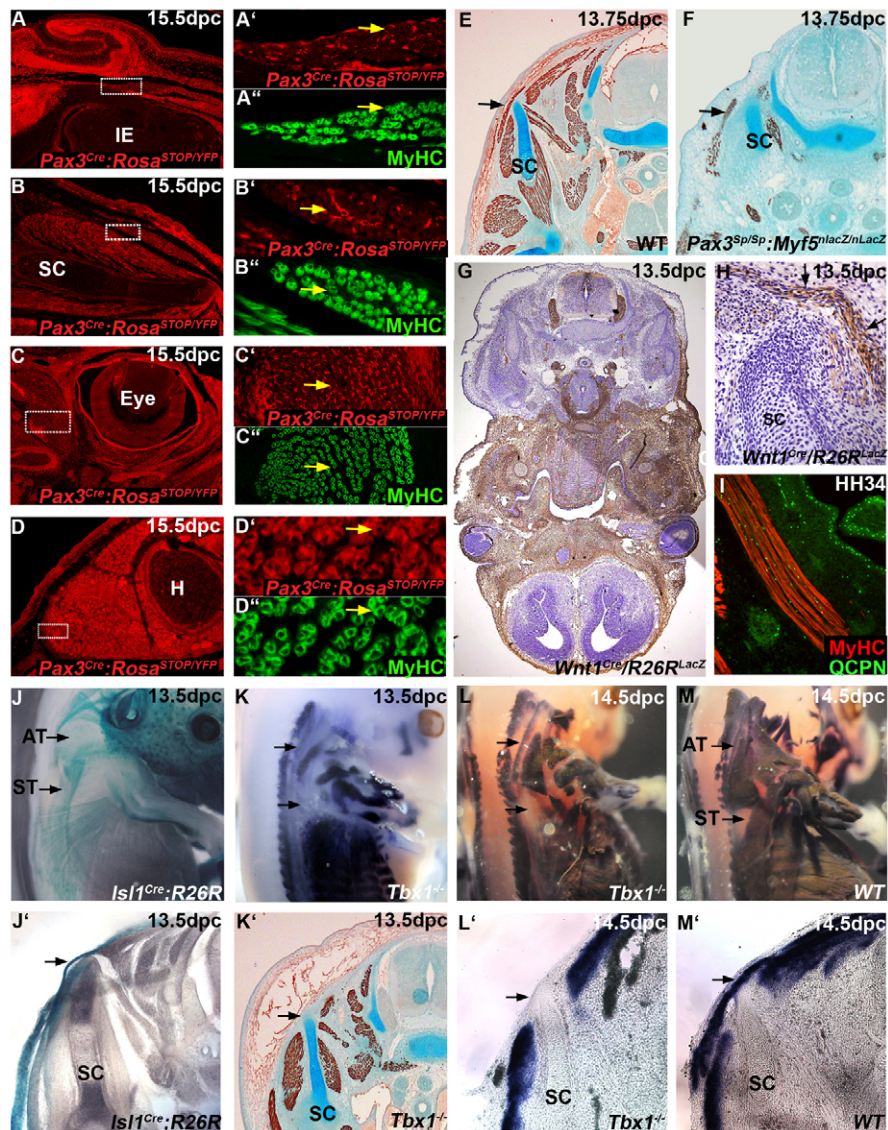 A 15.5dpc
IE
Pax3Cre:RosaSTOP/YFP
A‘
Pax3Cre:RosaSTOP/YFP
A“
MyHC
B 15.5dpc
SC
Pax3Cre:RosaSTOP/YFP
B‘
Pax3Cre:RosaSTOP/YFP
B“
MyHC
C 15.5dpc
Eye
Pax3Cre:RosaSTOP/YFP
C‘
Pax3Cre:RosaSTOP/YFP
C“
MyHC
D 15.5dpc
H
Pax3Cre:RosaSTOP/YFP
D‘
Pax3Cre:RosaSTOP/YFP
D“
MyHC
E 13.75dpc
SC
WT
F 13.75dpc
SC
Pax3Sp/Sp:Myf5nlacZ/nLacZ
G 13.5dpc
Wnt1Cre/R26RLacZ
H 13.5dpc
SC
Wnt1Cre/R26RLacZ
I HH34
MyHC
QCPN
J 13.5dpc
AT
ST
Isl1Cre;R26R
K 13.5dpc
Tbx1-/-
L 14.5dpc
Tbx1-/-
M 14.5dpc
AT
ST
WT
J‘ 13.5dpc
SC
Isl1Cre:R26R
K‘ 13.5dpc
SC
Tbx1-/-
L‘ 14.5dpc
SC
Tbx1-/-
M‘ 14.5dpc
SC
WT